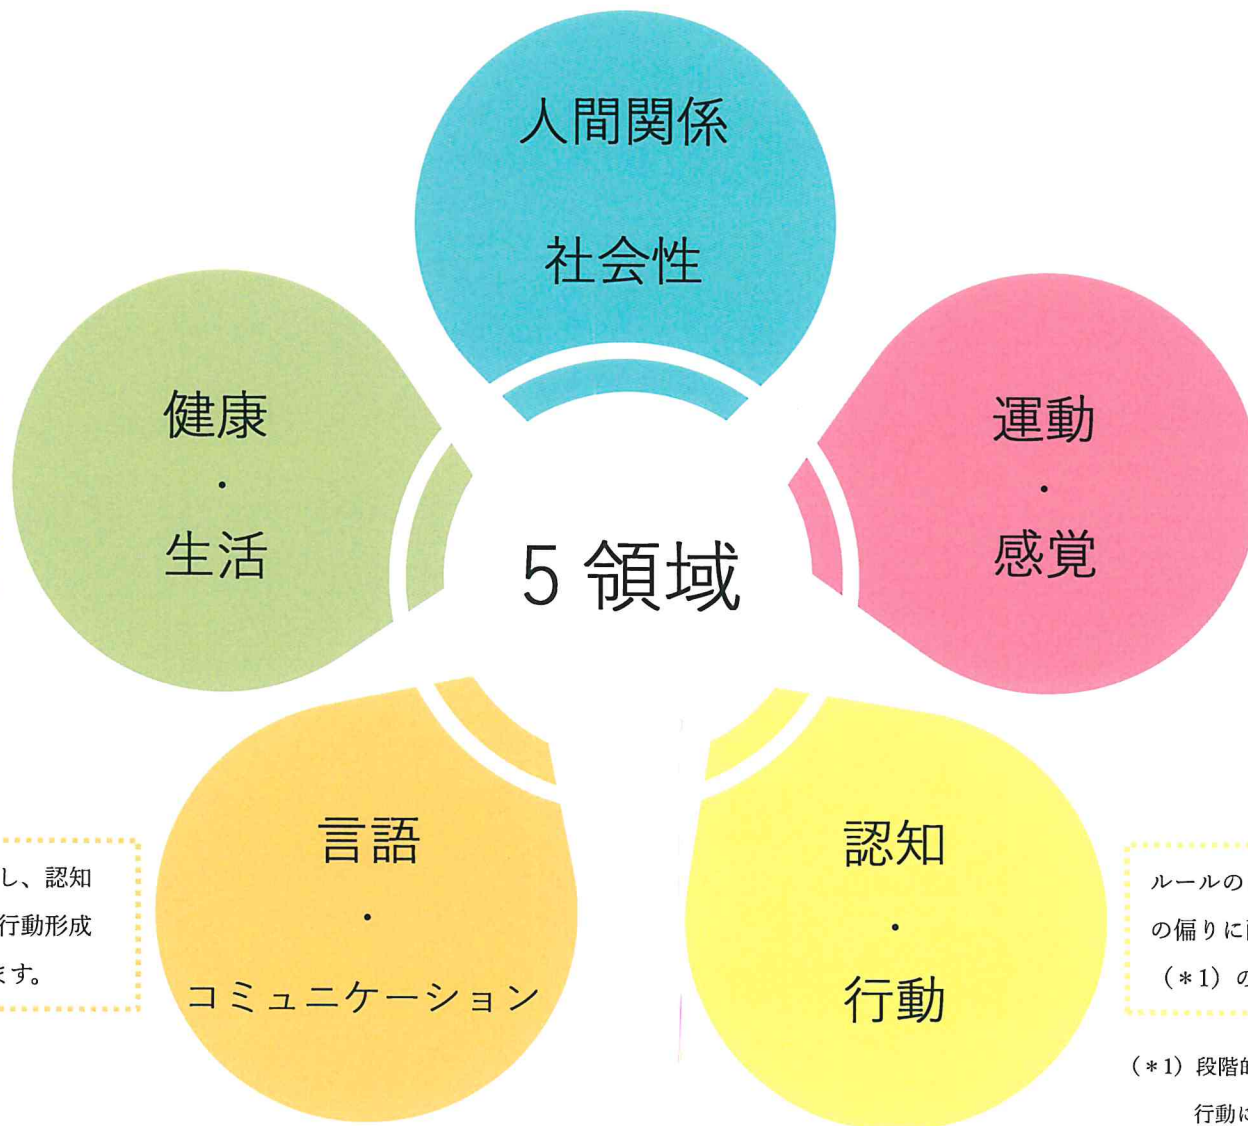 人間関係
社会性
健康
・
生活
運動
・
感覚
5領域
言語
・
コミュニケーション
認知
・
行動
し、認知
行動形成
ます。
ルールの
の偏りに
（*1）の
（*1）段階的
行動に